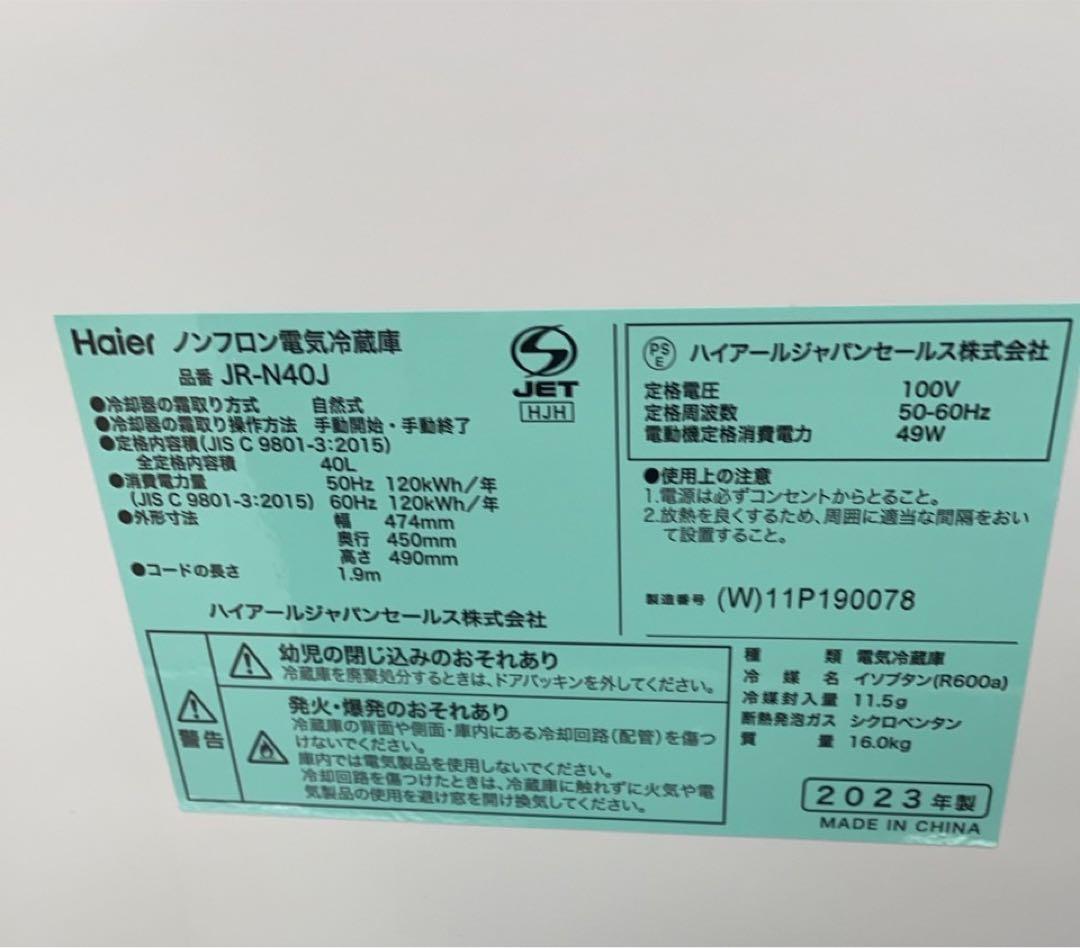 Haier ノンフロン電気冷蔵庫
品番 JR-N40J
●冷却器の霜取り方式 自然式
●冷却器の霜取り操作方法 手動開始・手動終了
●定格内容積(JIS C 9801-3:2015)
全定格内容積 40L
●消費電力量 50Hz 120kWh/年
(JIS C 9801-3:2015) 60Hz 120kWh/年
●外形寸法 幅 474mm
奥行 450mm
高さ 490mm
●コードの長さ 1.9m
ハイアールジャパンセールス株式会社
JET
HJH
PS
E
ハイアールジャパンセールス株式会社
定格電圧 100V
定格周波数 50-60Hz
電動機定格消費電力 49W
●使用上の注意
1.電源は必ずコンセントからとること。
2.放熱を良くするため、周囲に適当な間隔をおい
て設置すること。
製造番号 (W)11P190078
警告
幼児の閉じ込みのおそれあり
冷蔵庫を廃棄処分するときは、ドアパッキンを外してください。
発火・爆発のおそれあり
冷蔵庫の背面や側面・庫内にある冷却回路(配管)を傷つ
けないでください。
庫内では電気製品を使用しないでください。
冷却回路を傷つけたときは、冷蔵庫に触れずに火気や電
気製品の使用を避け窓を開け換気してください。
種類 電気冷蔵庫
冷媒名 イソブタン(R600a)
冷媒封入量 11.5g
断熱発泡ガス シクロペンタン
質量 16.0kg
2023年製
MADE IN CHINA